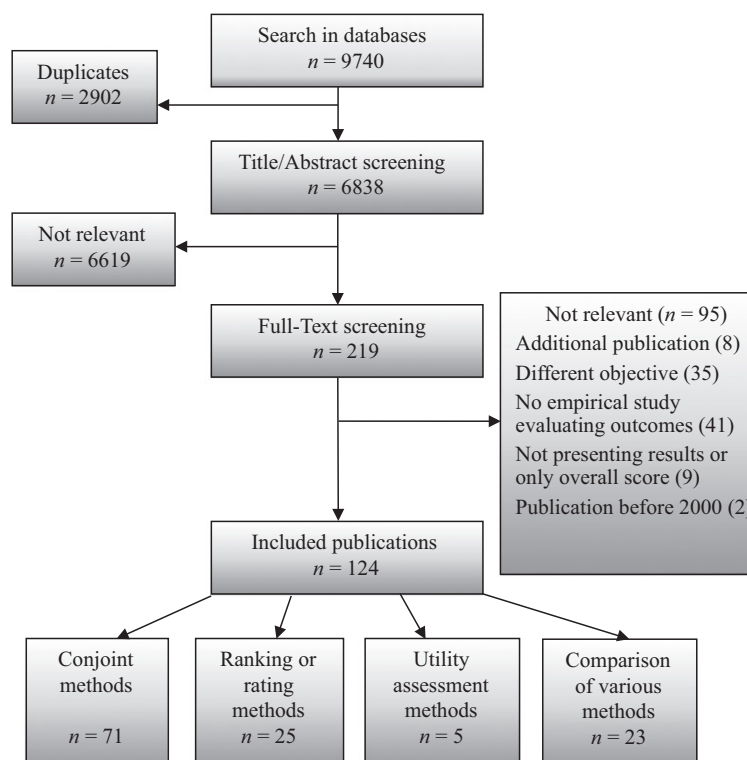 Search in databases
n = 9740
Duplicates
n = 2902
Title/Abstract screening
n = 6838
Not relevant
n = 6619
Full-Text screening
n = 219
Not relevant (n = 95)
Additional publication (8)
Different objective (35)
No empirical study
evaluating outcomes (41)
Not presenting results or
only overall score (9)
Publication before 2000 (2)
Included publications
n = 124
Conjoint
methods
n = 71
Ranking or
rating
methods
n = 25
Utility
assessment
methods
n = 5
Comparison
of various
methods
n = 23